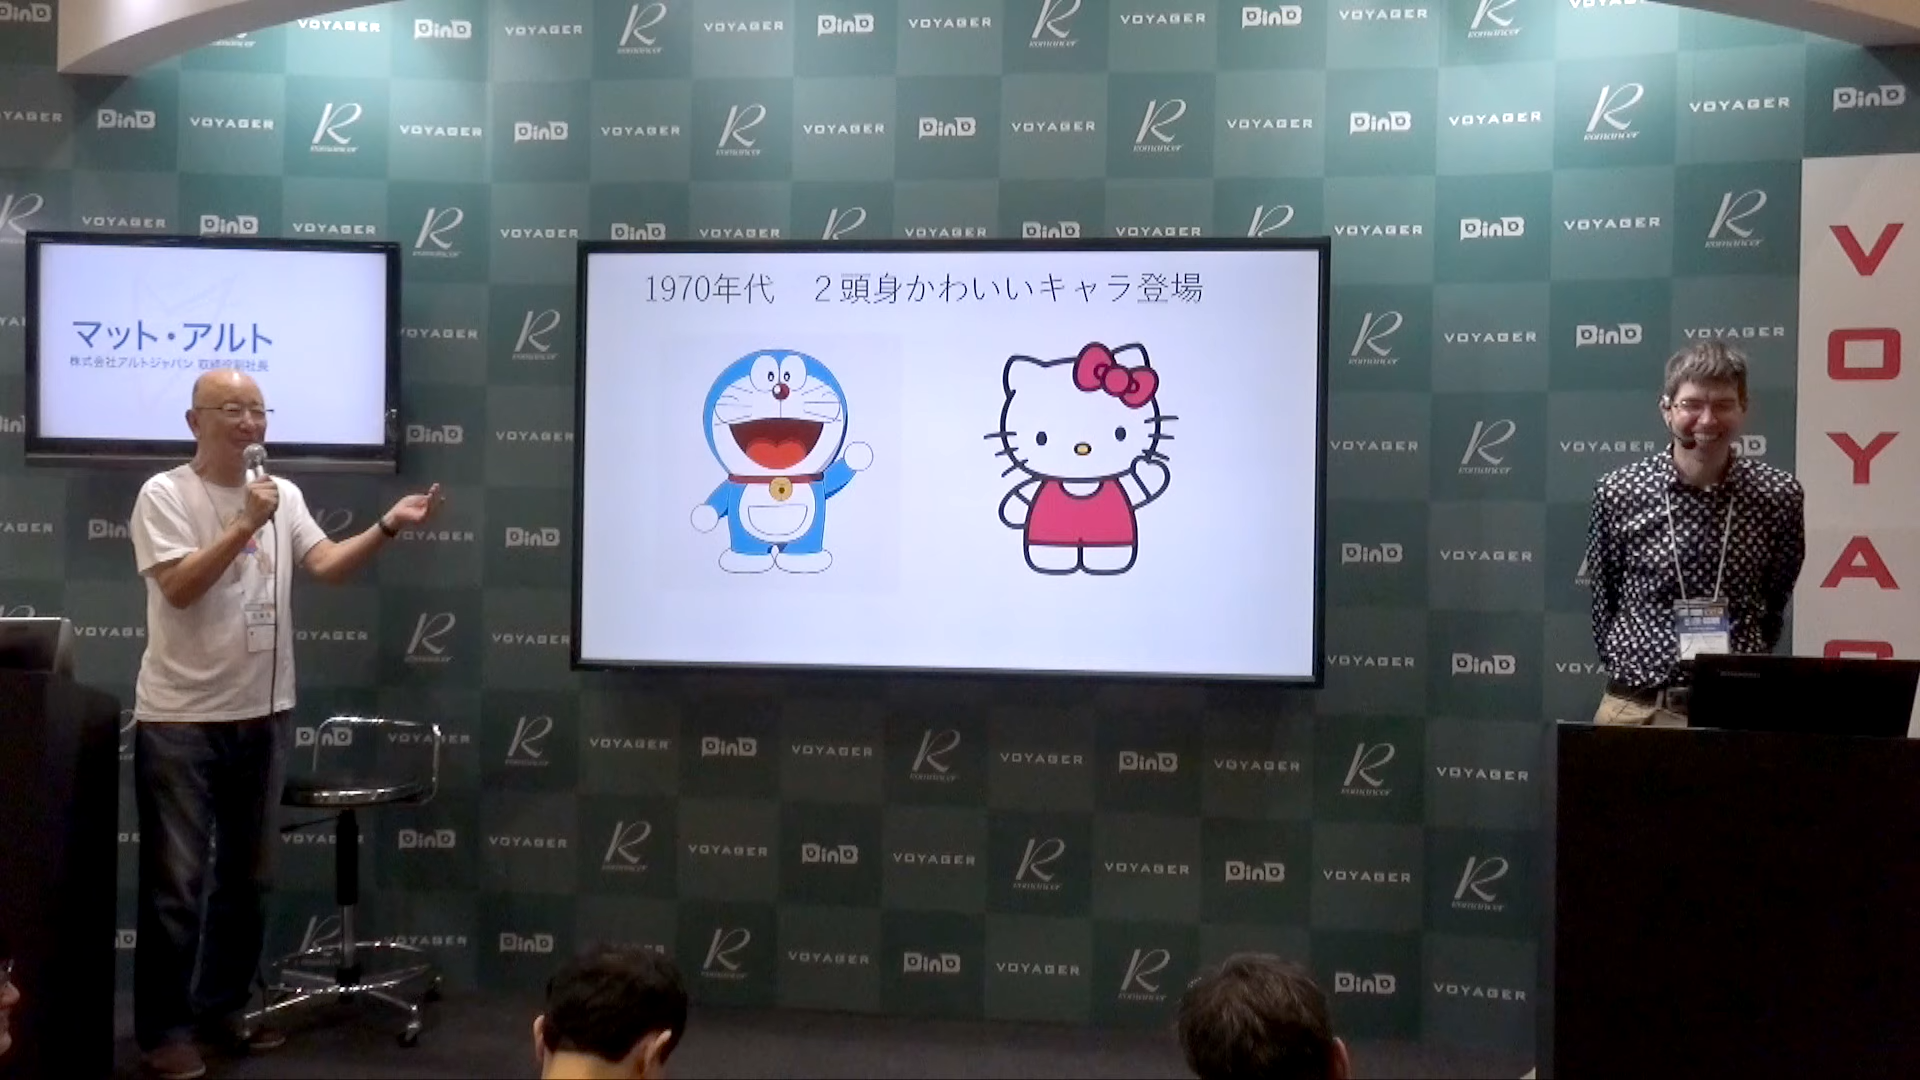 マット・アルト
株式会社アルトジャパン 取締役副社長
1970年代　２頭身かわいいキャラ登場
VOYAGER
BinB
R
Romancer